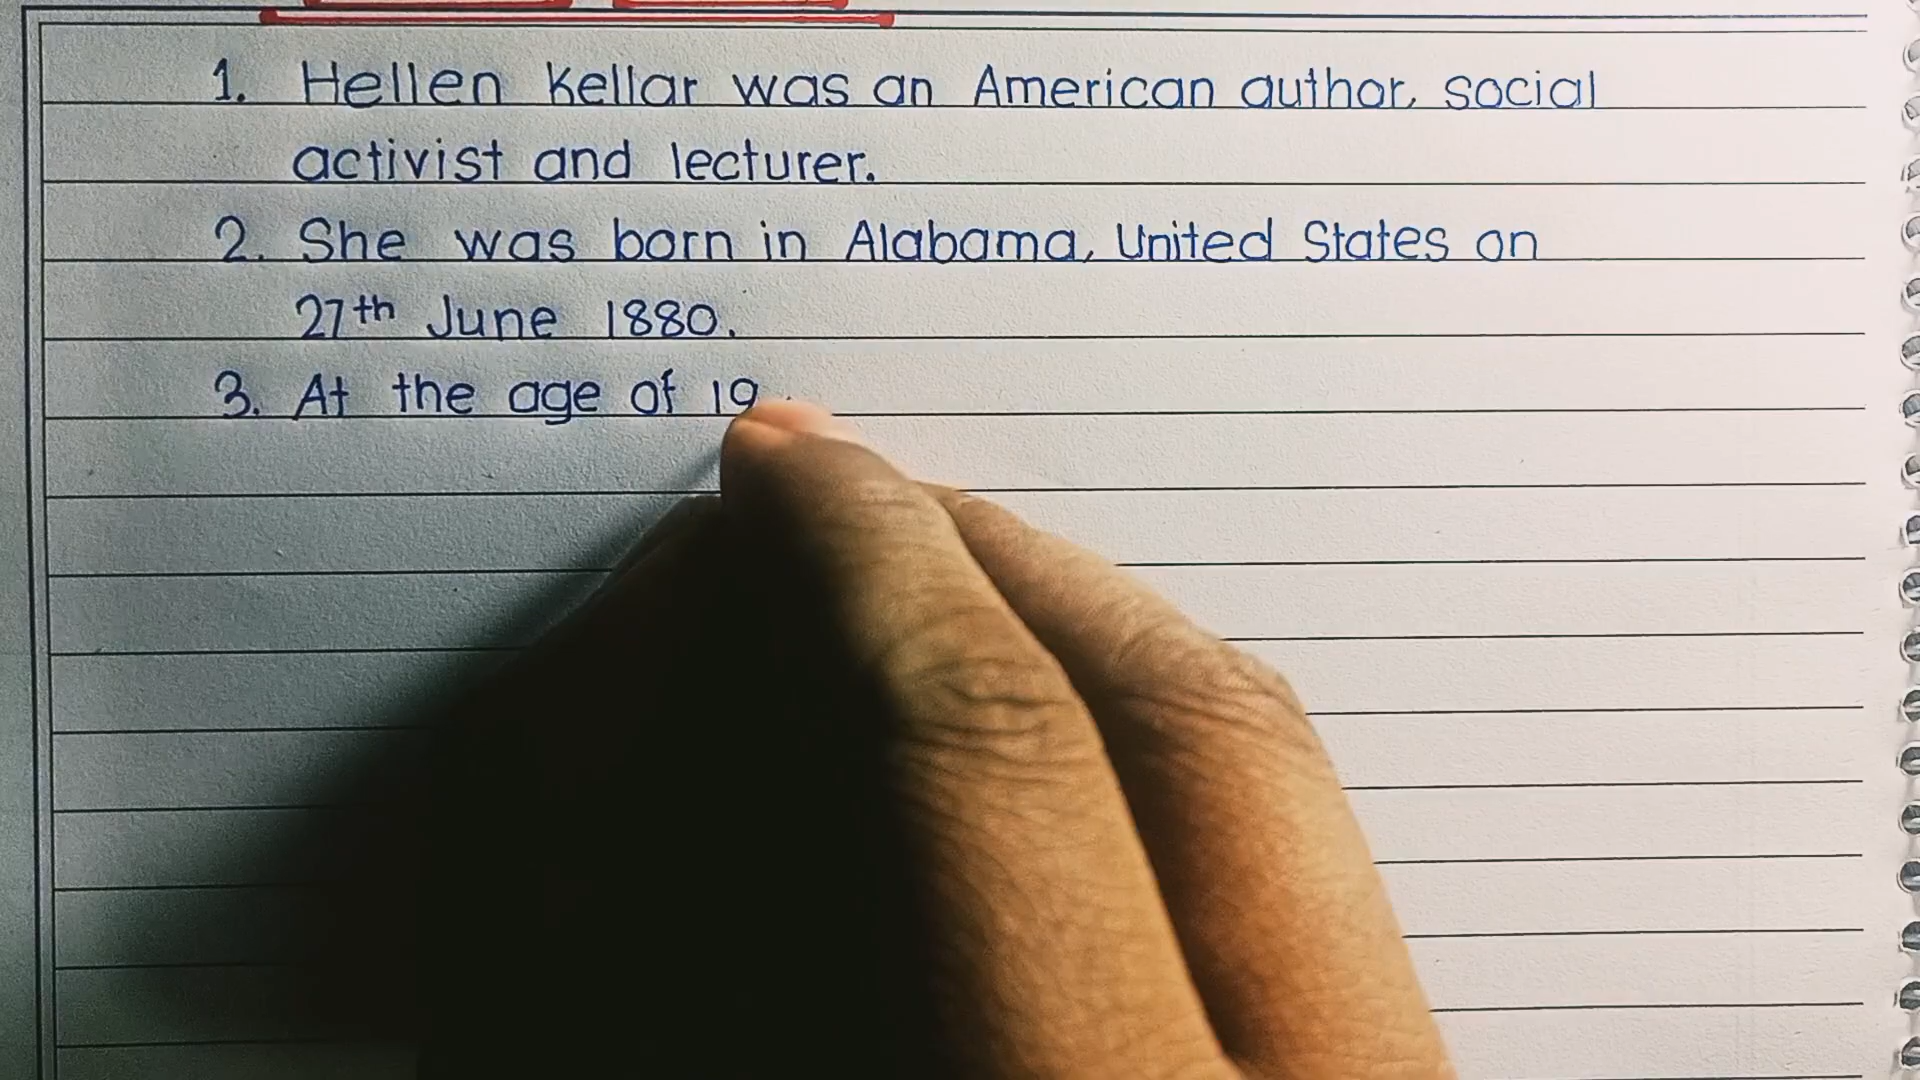 1. Hellen Kellar was an American author, social
activist and lecturer.
2. She was born in Alabama, United States on
27th June 1880.
3. At the age of 19